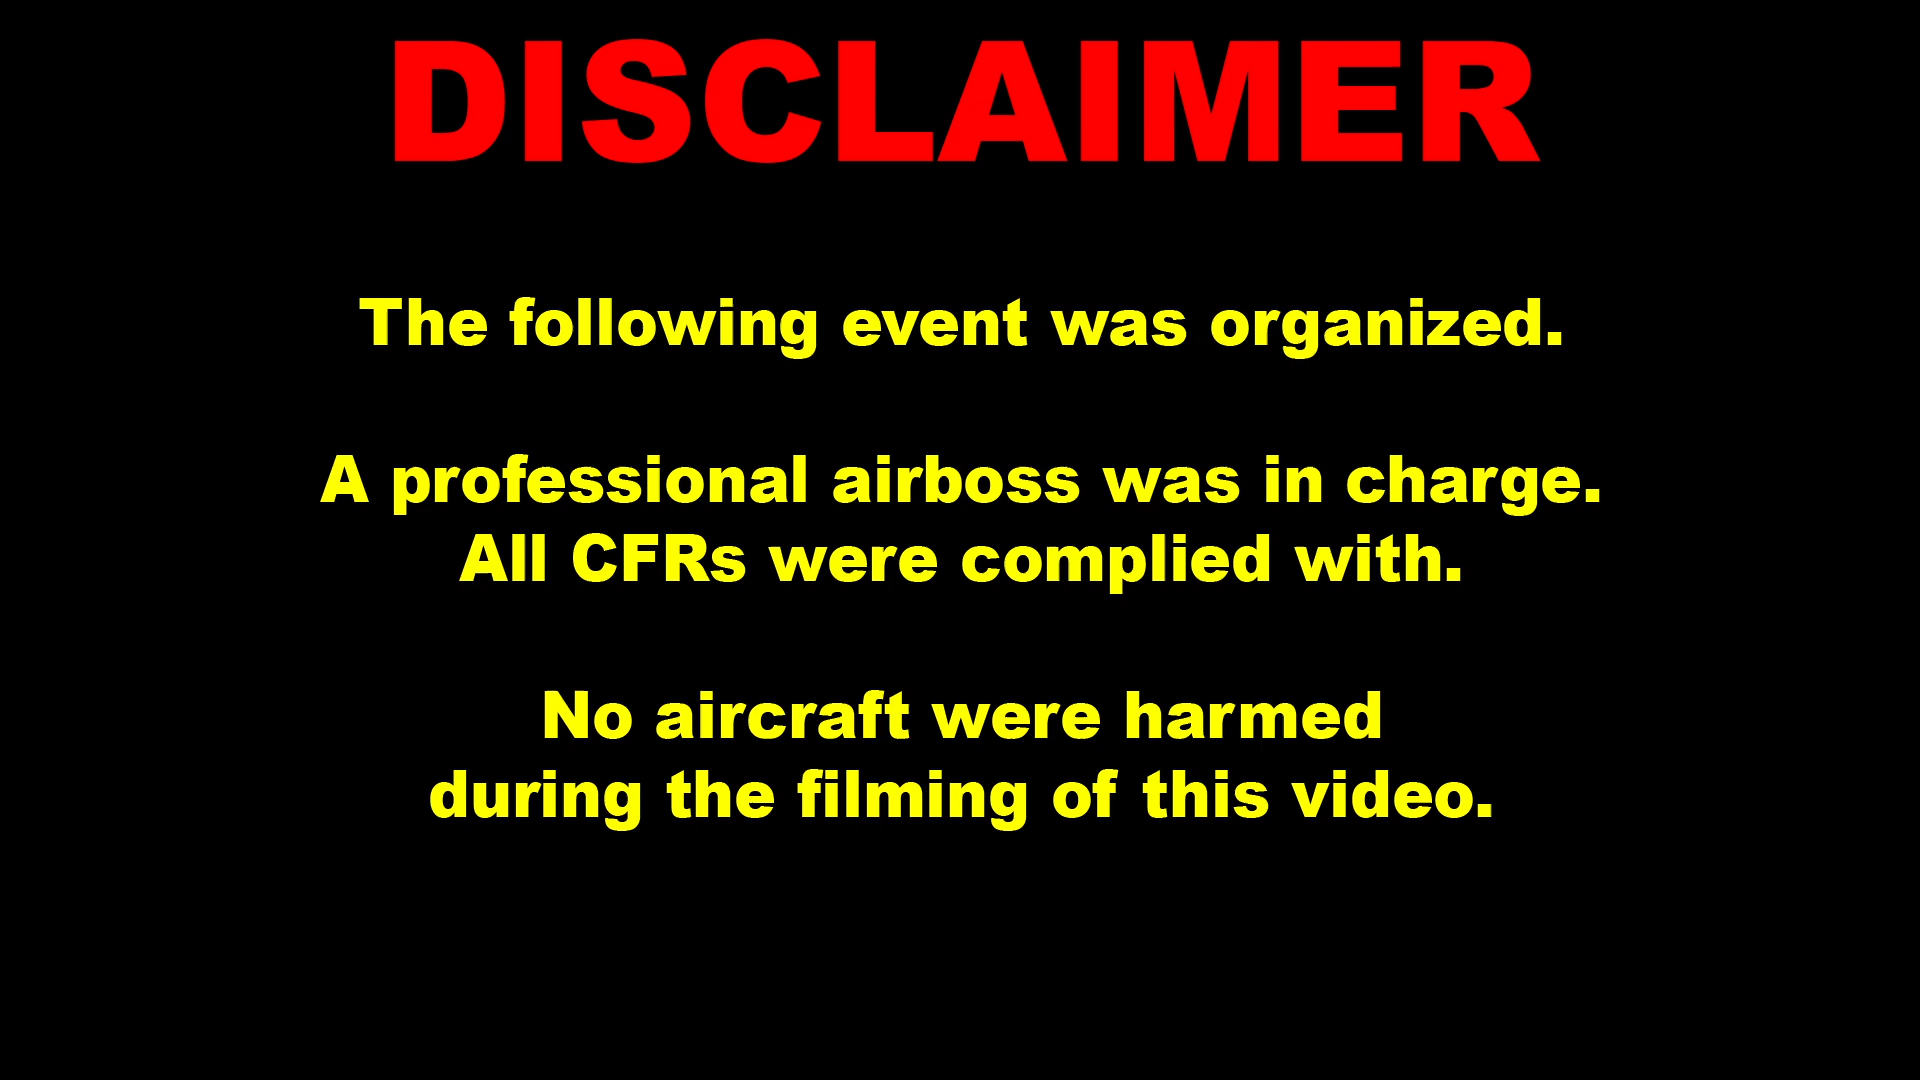 DISCLAIMER
The following event was organized.
A professional airboss was in charge.
All CFRs were complied with.
No aircraft were harmed
during the filming of this video.